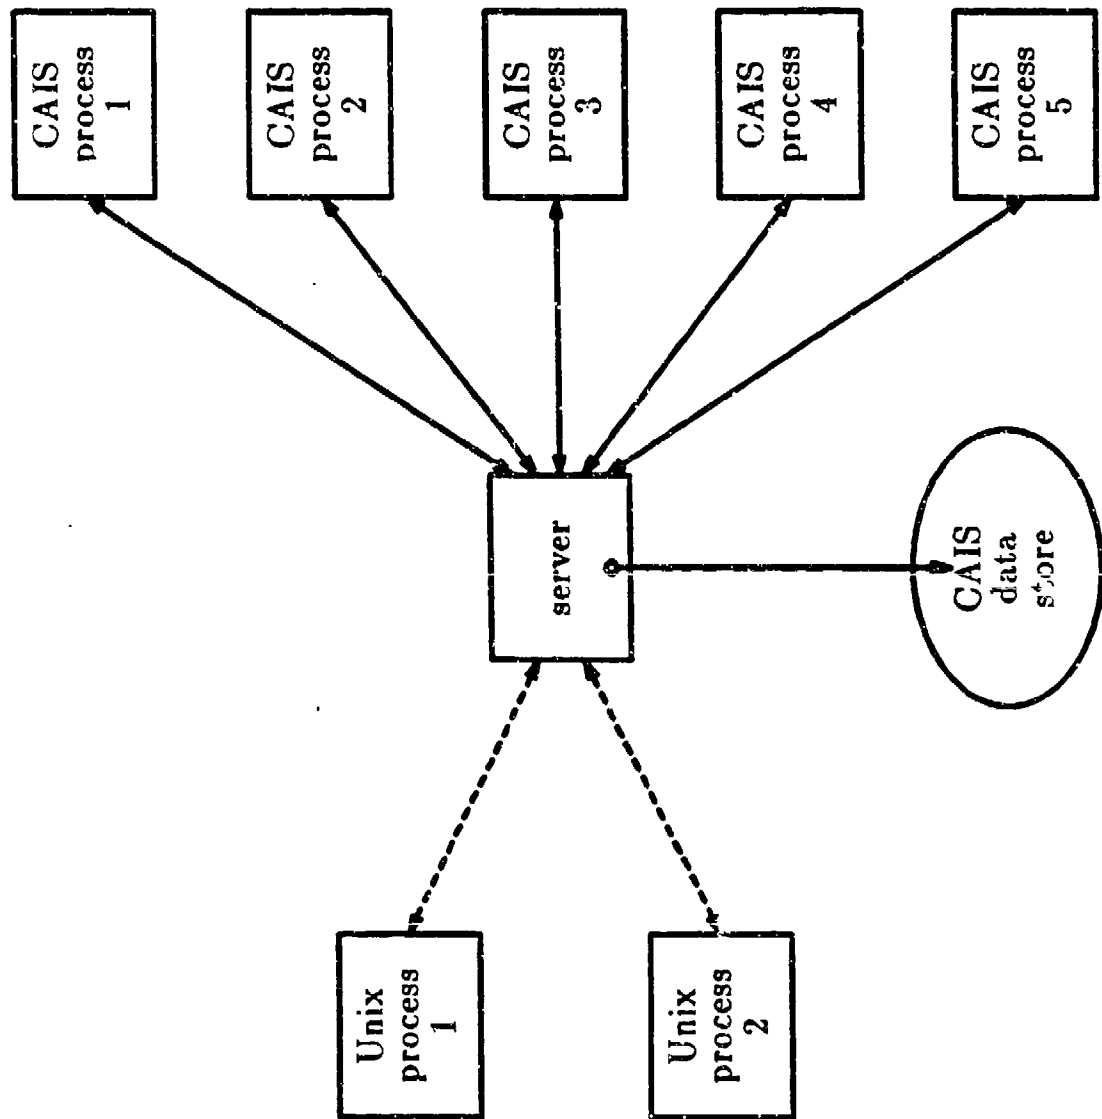 CAIS
process
1
CAIS
process
2
CAIS
process
3
CAIS
process
4
CAIS
process
5
server
CAIS
data
store
Unix
process
1
Unix
process
2